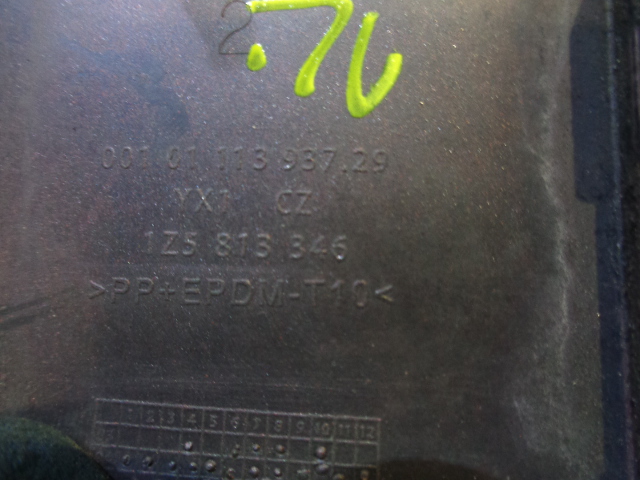 2
.76
001.01 113 937.29
CZ
1Z5 813 346
>PP+EPDM-T10<
1 2 3 4 5 6 7 8 9 10 11 12